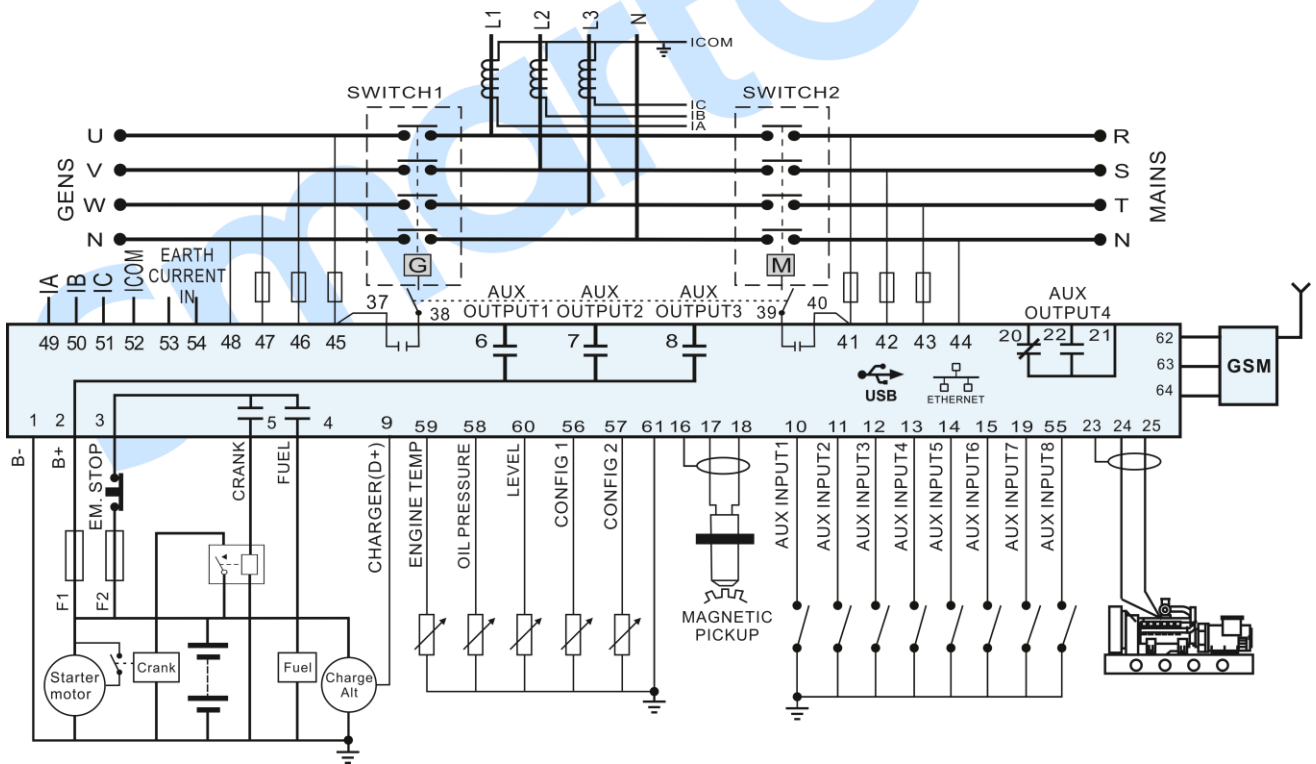 L1 L2 L3 N
ICOM
SWITCH1 SWITCH2
IC
IB
IA
U R
V S
W T
N N
GENS MAINS
G M
IA IB IC ICOM
EARTH
CURRENT
IN
37 38 39 40
AUX
OUTPUT1
AUX
OUTPUT2
AUX
OUTPUT3
AUX
OUTPUT4
49 50 51 52 53 54 48 47 46 45 6 7 8 41 42 43 44 20 22 21 62
63
64
GSM
USB
ETHERNET
1 2 3 5 4 9 59 58 60 56 57 61 16 17 18 10 11 12 13 14 15 19 55 23 24 25
B-
B+
EM. STOP
CRANK
FUEL
CHARGER(D+)
ENGINE TEMP
OIL PRESSURE
LEVEL
CONFIG 1
CONFIG 2
AUX INPUT1
AUX INPUT2
AUX INPUT3
AUX INPUT4
AUX INPUT5
AUX INPUT6
AUX INPUT7
AUX INPUT8
F1
F2
MAGNETIC
PICKUP
Starter
motor
Crank
Fuel
Charge
Alt